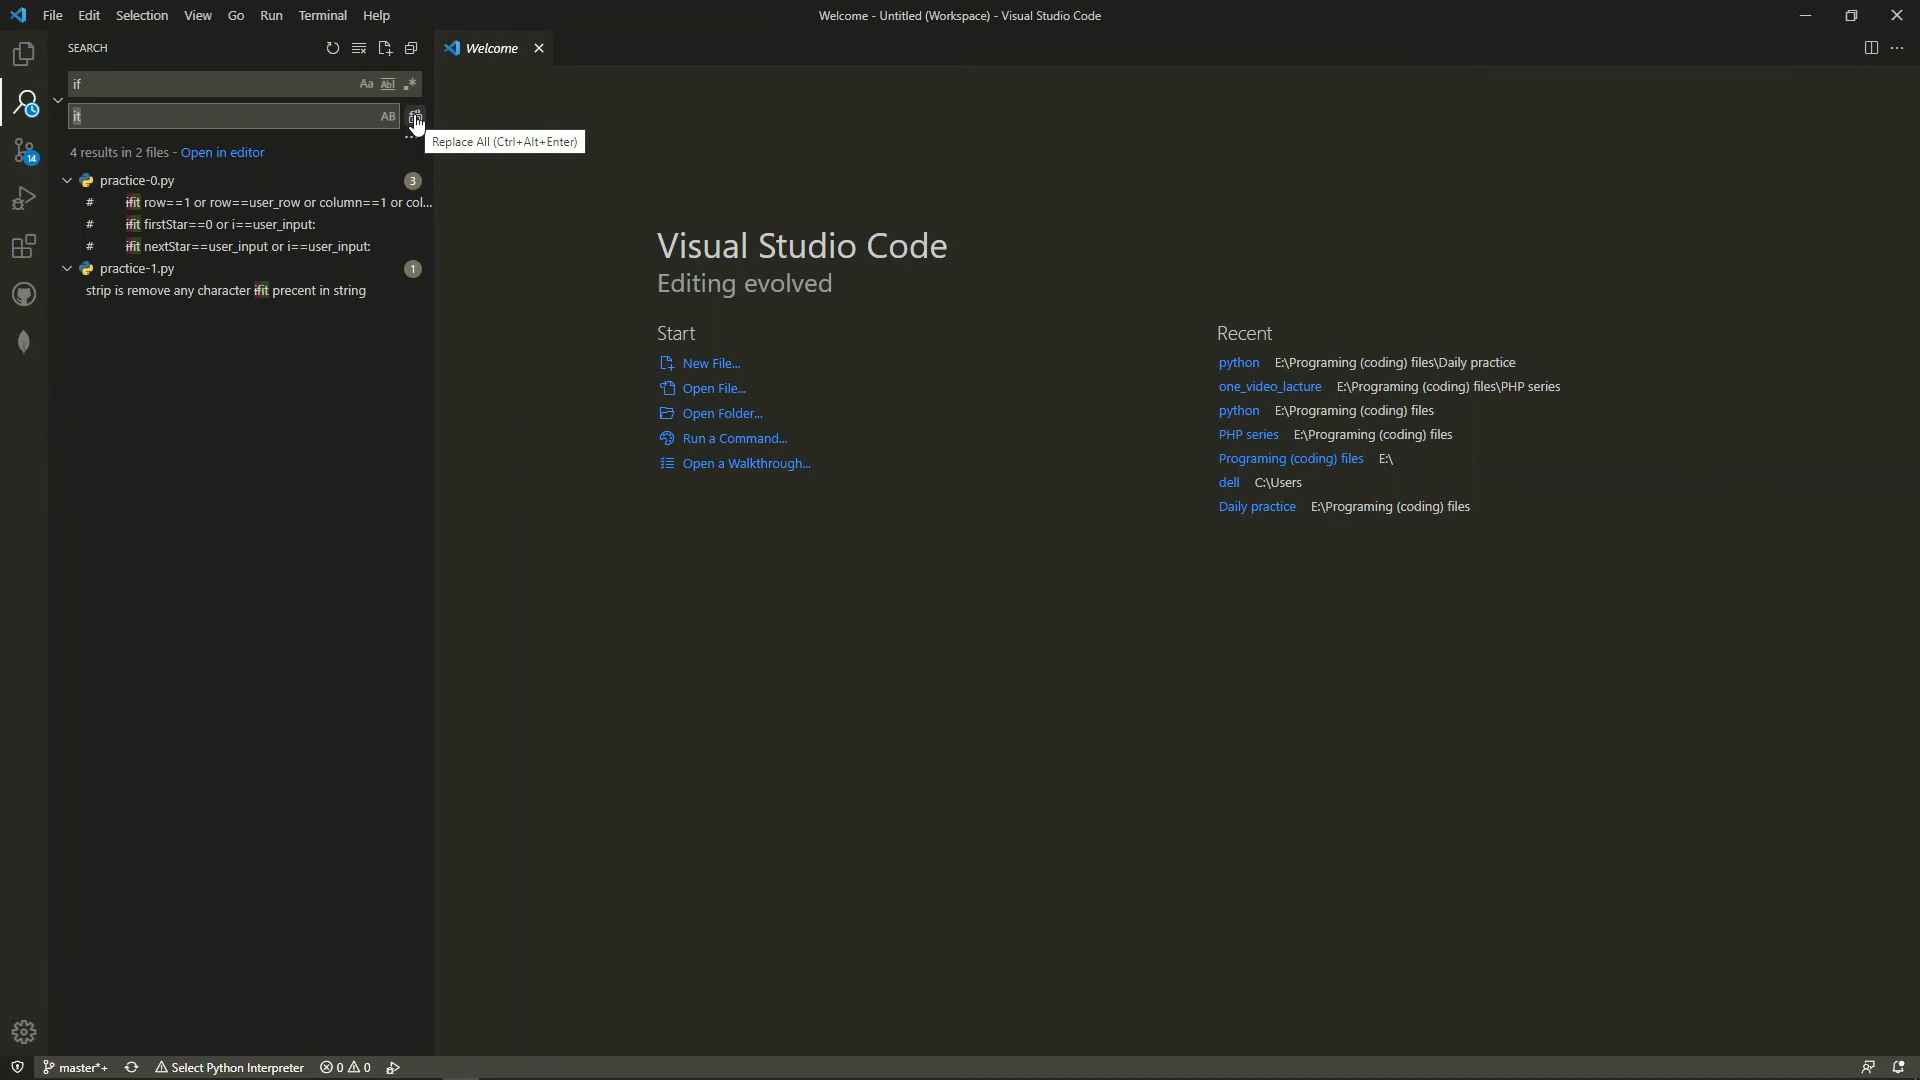 File Edit Selection View Go Run Terminal Help
Welcome - Untitled (Workspace) - Visual Studio Code
SEARCH
Welcome
if
Aa Abl .*
it
AB
Replace All (Ctrl+Alt+Enter)
4 results in 2 files - Open in editor
practice-0.py 3
# ifit row==1 or row==user_row or column==1 or col...
# ifit firstStar==0 or i==user_input:
# ifit nextStar==user_input or i==user_input:
practice-1.py 1
strip is remove any character ifit precent in string
14
Visual Studio Code
Editing evolved
Start
New File...
Open File...
Open Folder...
Run a Command...
Open a Walkthrough...
Recent
python E:\Programing (coding) files\Daily practice
one_video_lacture E:\Programing (coding) files\PHP series
python E:\Programing (coding) files
PHP series E:\Programing (coding) files
Programing (coding) files E:\
dell C:\Users
Daily practice E:\Programing (coding) files
master*+ Select Python Interpreter 0 0